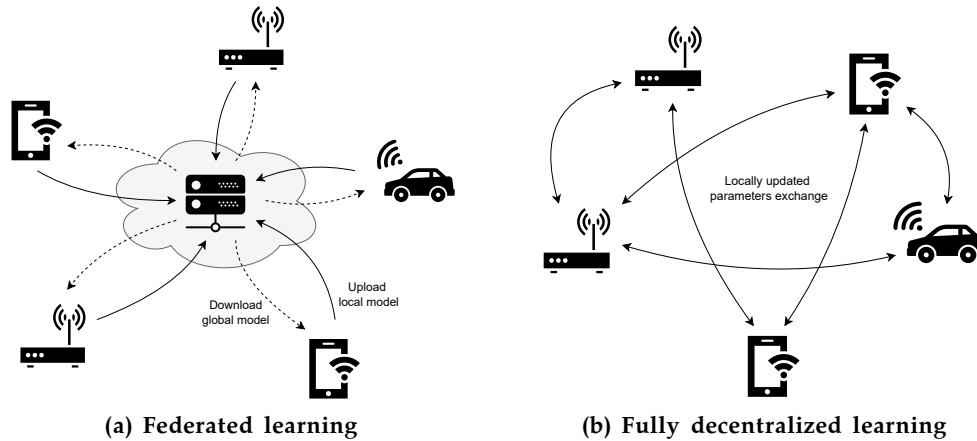 Download
global model
Upload
local model
(a) Federated learning
Locally updated
parameters exchange
(b) Fully decentralized learning